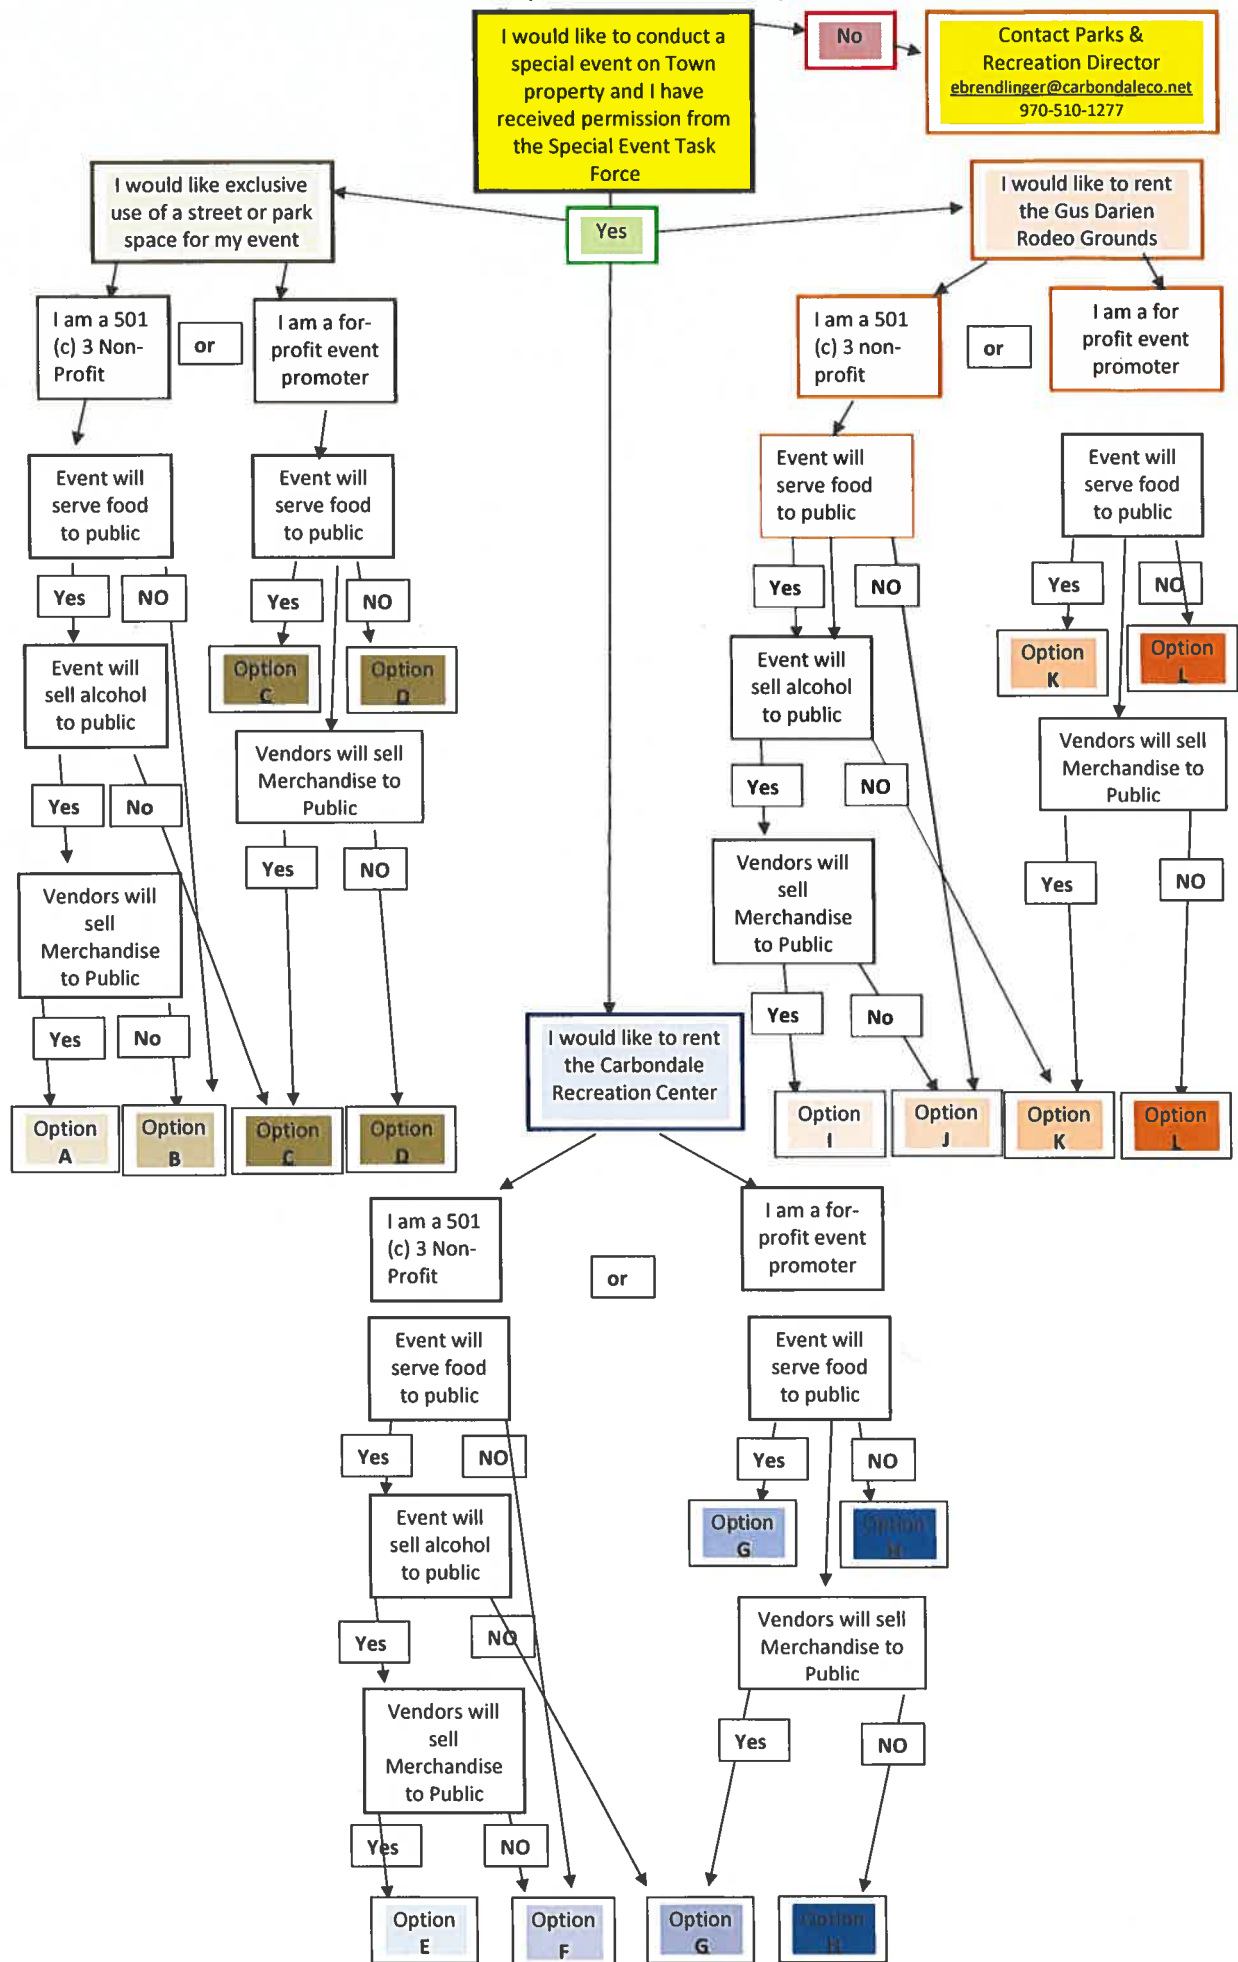 I would like to conduct a
special event on Town
property and I have
received permission from
the Special Event Task
Force
No
Contact Parks &
Recreation Director
ebrendlinger@carbondaleco.net
970-510-1277
I would like exclusive
use of a street or park
space for my event
Yes
I would like to rent
the Gus Darien
Rodeo Grounds
I am a 501
(c) 3 Non-
Profit
or
I am a for-
profit event
promoter
I am a 501
(c) 3 non-
profit
or
I am a for
profit event
promoter
Event will
serve food
to public
Event will
serve food
to public
Event will
serve food
to public
Event will
serve food
to public
Yes
NO
Yes
NO
Yes
NO
Yes
NO
Event will
sell alcohol
to public
Option
C
Option
D
Event will
sell alcohol
to public
Option
K
Option
L
Vendors will sell
Merchandise to
Public
Vendors will sell
Merchandise to
Public
Yes
No
Yes
NO
Yes
NO
Yes
NO
Vendors will
sell
Merchandise
to Public
Vendors will
sell
Merchandise
to Public
Yes
No
Yes
No
I would like to rent
the Carbondale
Recreation Center
Option
A
Option
B
Option
C
Option
D
Option
I
Option
J
Option
K
Option
L
I am a 501
(c) 3 Non-
Profit
or
I am a for-
profit event
promoter
Event will
serve food
to public
Event will
serve food
to public
Yes
NO
Yes
NO
Event will
sell alcohol
to public
Option
G
Option
H
Yes
NO
Vendors will sell
Merchandise to
Public
Vendors will
sell
Merchandise
to Public
Yes
NO
Yes
NO
Option
E
Option
F
Option
G
Option
H